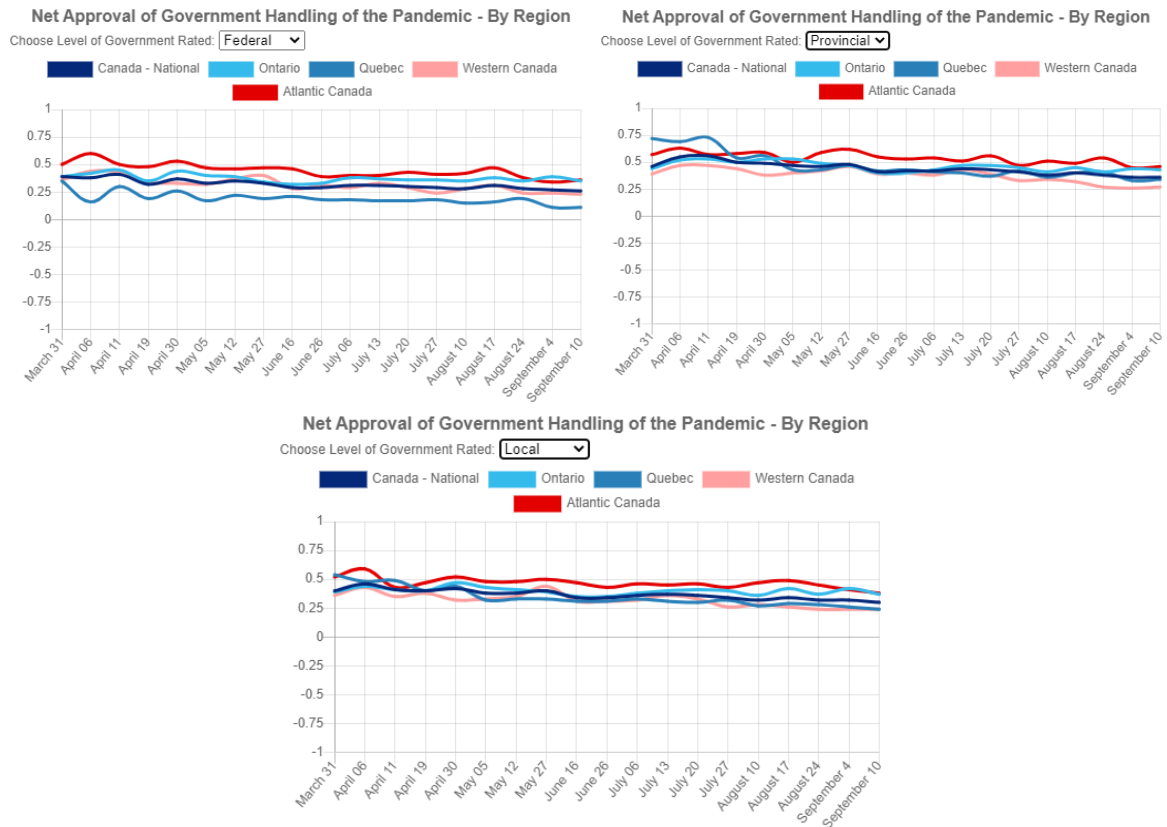 Net Approval of Government Handling of the Pandemic - By Region
Choose Level of Government Rated: Federal
Canada - National Ontario Quebec Western Canada
Atlantic Canada
1
0.75
0.5
0.25
0
-0.25
-0.5
-0.75
-1
March 31 April 06 April 11 April 19 April 30 May 05 May 12 May 27 June 16 June 26 July 06 July 13 July 20 July 27 August 10 August 17 August 24 September 4 September 10
Net Approval of Government Handling of the Pandemic - By Region
Choose Level of Government Rated: Provincial
Canada - National Ontario Quebec Western Canada
Atlantic Canada
1
0.75
0.5
0.25
0
-0.25
-0.5
-0.75
-1
March 31 April 06 April 11 April 19 April 30 May 05 May 12 May 27 June 16 June 26 July 06 July 13 July 20 July 27 August 10 August 17 August 24 September 4 September 10
Net Approval of Government Handling of the Pandemic - By Region
Choose Level of Government Rated: Local
Canada - National Ontario Quebec Western Canada
Atlantic Canada
1
0.75
0.5
0.25
0
-0.25
-0.5
-0.75
-1
March 31 April 06 April 11 April 19 April 30 May 05 May 12 May 27 June 16 June 26 July 06 July 13 July 20 July 27 August 10 August 17 August 24 September 4 September 10